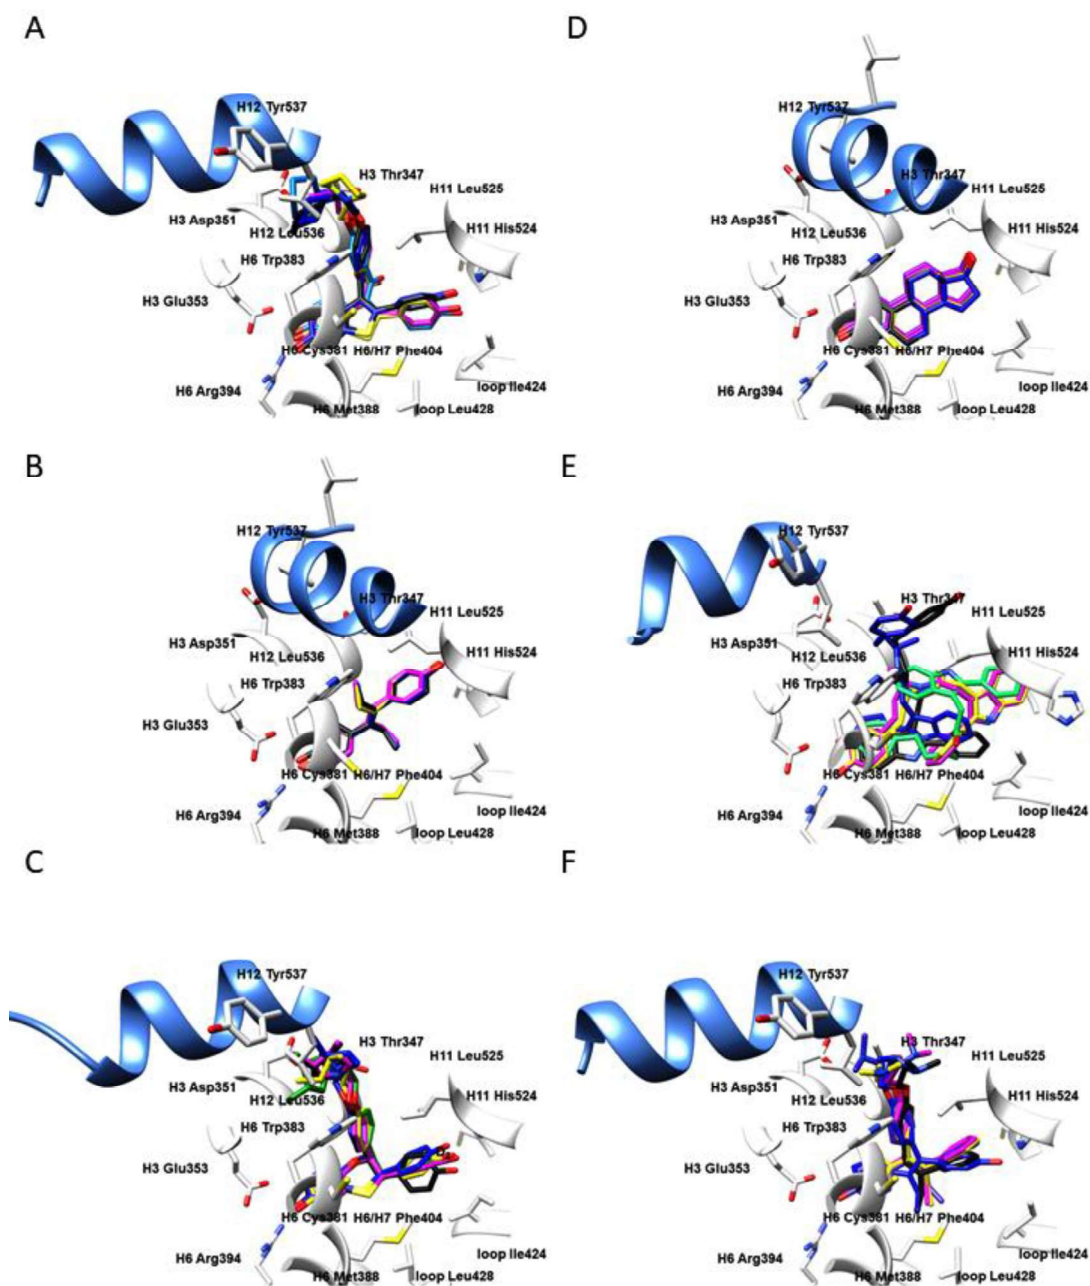 A
H12 Tyr537
H3 Thr347
H11 Leu525
H3 Asp351
H12 Leu536
H11 His524
H6 Trp383
H3 Glu353
H6 Cys381 H6/H7 Phe404
H6 Arg394
loop Ile424
H6 Met388
loop Leu428
D
H12 Tyr537
H3 Thr347
H11 Leu525
H3 Asp351
H12 Leu536
H11 His524
H6 Trp383
H3 Glu353
H6 Cys381 H6/H7 Phe404
H6 Arg394
loop Ile424
H6 Met388
loop Leu428
B
H12 Tyr537
H3 Thr347
H11 Leu525
H3 Asp351
H12 Leu536
H11 His524
H6 Trp383
H3 Glu353
H6 Cys381 H6/H7 Phe404
H6 Arg394
loop Ile424
H6 Met388
loop Leu428
E
H12 Tyr537
H3 Thr347
H11 Leu525
H3 Asp351
H12 Leu536
H11 His524
H6 Trp383
H3 Glu353
H6 Cys381 H6/H7 Phe404
H6 Arg394
loop Ile424
H6 Met388
loop Leu428
C
H12 Tyr537
H3 Thr347
H11 Leu525
H3 Asp351
H12 Leu536
H11 His524
H6 Trp383
H3 Glu353
H6 Cys381 H6/H7 Phe404
H6 Arg394
loop Ile424
H6 Met388
loop Leu428
F
H12 Tyr537
H3 Thr347
H11 Leu525
H3 Asp351
H12 Leu536
H11 His524
H6 Trp383
H3 Glu353
H6 Cys381 H6/H7 Phe404
H6 Arg394
loop Ile424
H6 Met388
loop Leu428